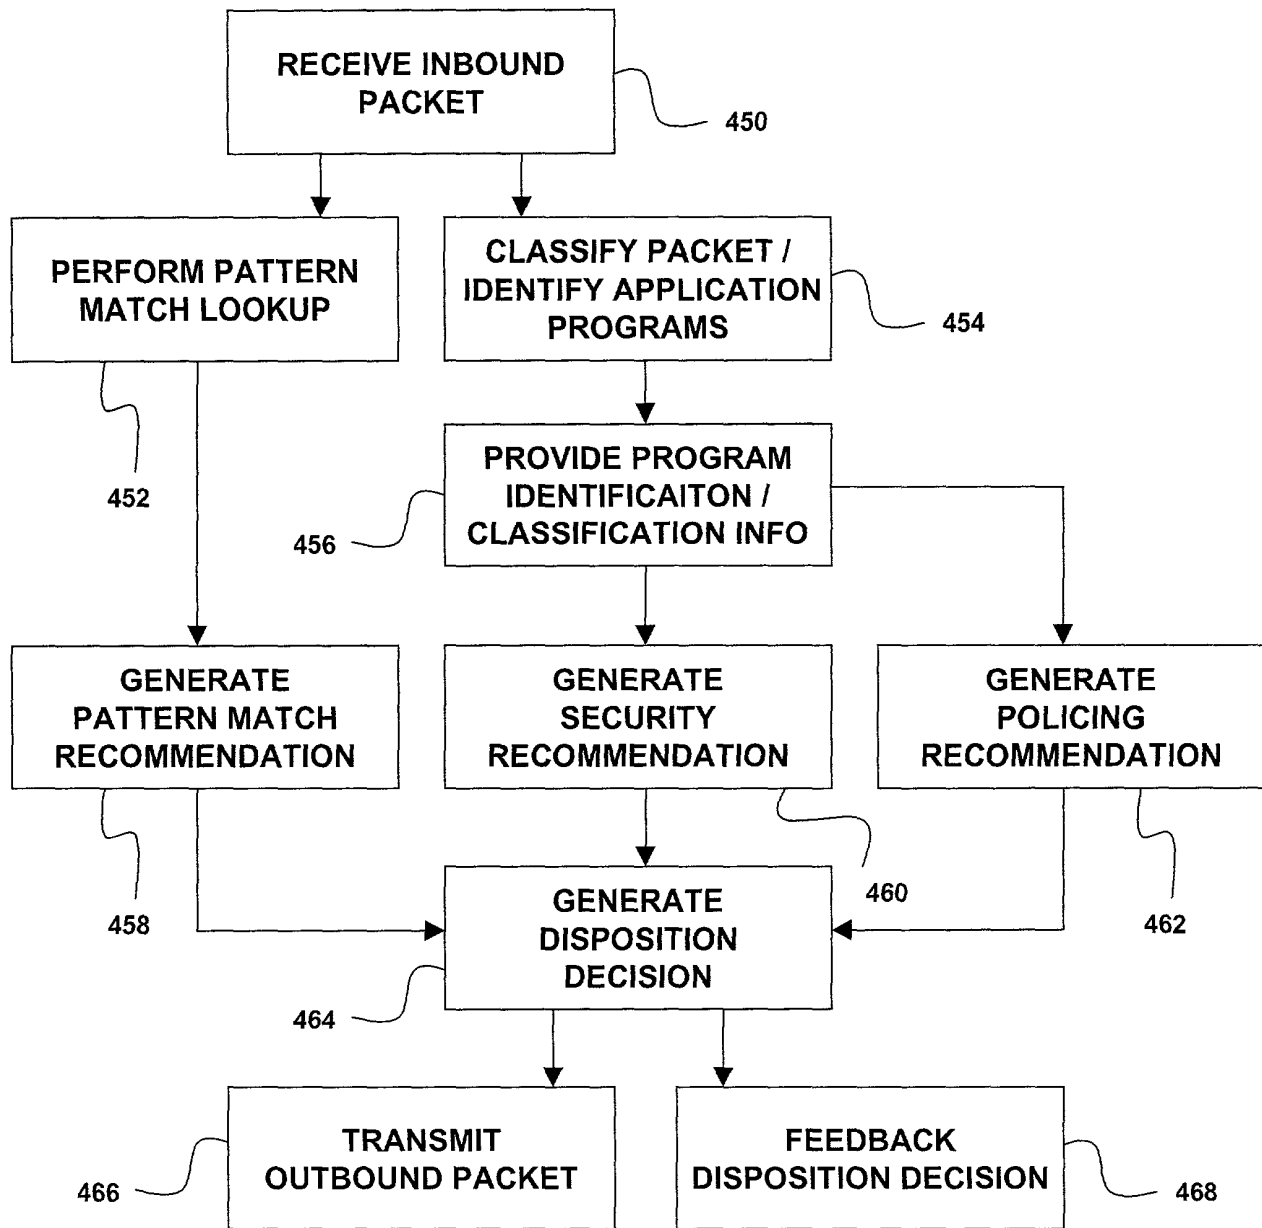 RECEIVE INBOUND
PACKET
450
PERFORM PATTERN
MATCH LOOKUP
452
CLASSIFY PACKET /
IDENTIFY APPLICATION
PROGRAMS
454
PROVIDE PROGRAM
IDENTIFICAITON /
CLASSIFICATION INFO
456
GENERATE
PATTERN MATCH
RECOMMENDATION
458
GENERATE
SECURITY
RECOMMENDATION
460
GENERATE
POLICING
RECOMMENDATION
462
GENERATE
DISPOSITION
DECISION
464
TRANSMIT
OUTBOUND PACKET
466
FEEDBACK
DISPOSITION DECISION
468